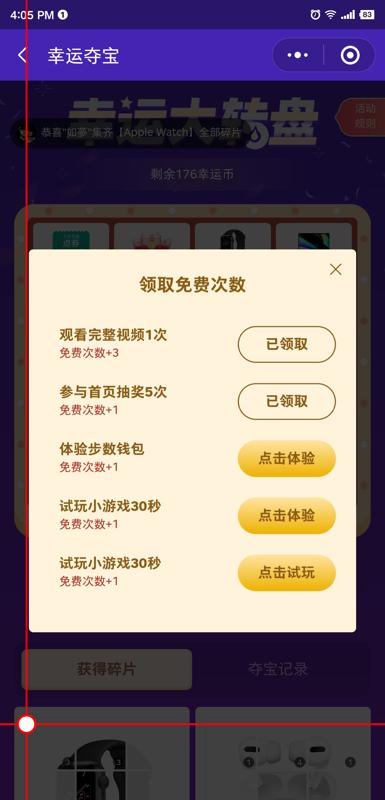 4:05 PM 1
83
幸运夺宝
幸运大转盘
活动
规则
恭喜"如夢"集齐【Apple Watch】全部碎片
剩余176幸运币
领取免费次数
观看完整视频1次
免费次数+3
已领取
参与首页抽奖5次
免费次数+1
已领取
体验步数钱包
免费次数+1
点击体验
试玩小游戏30秒
免费次数+1
点击体验
试玩小游戏30秒
免费次数+1
点击试玩
获得碎片
夺宝记录